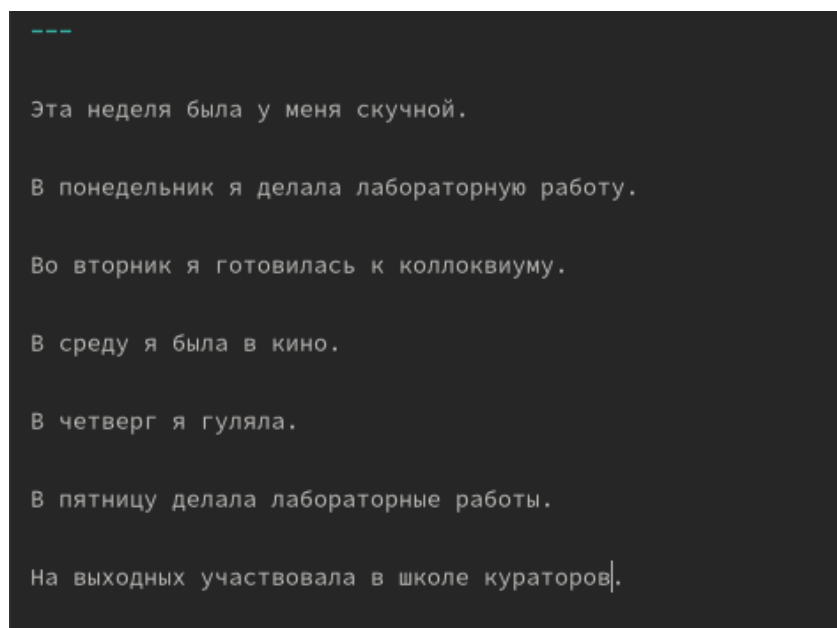 ---
Эта неделя была у меня скучной.
В понедельник я делала лабораторную работу.
Во вторник я готовилась к коллоквиуму.
В среду я была в кино.
В четверг я гуляла.
В пятницу делала лабораторные работы.
На выходных участвовала в школе кураторов.